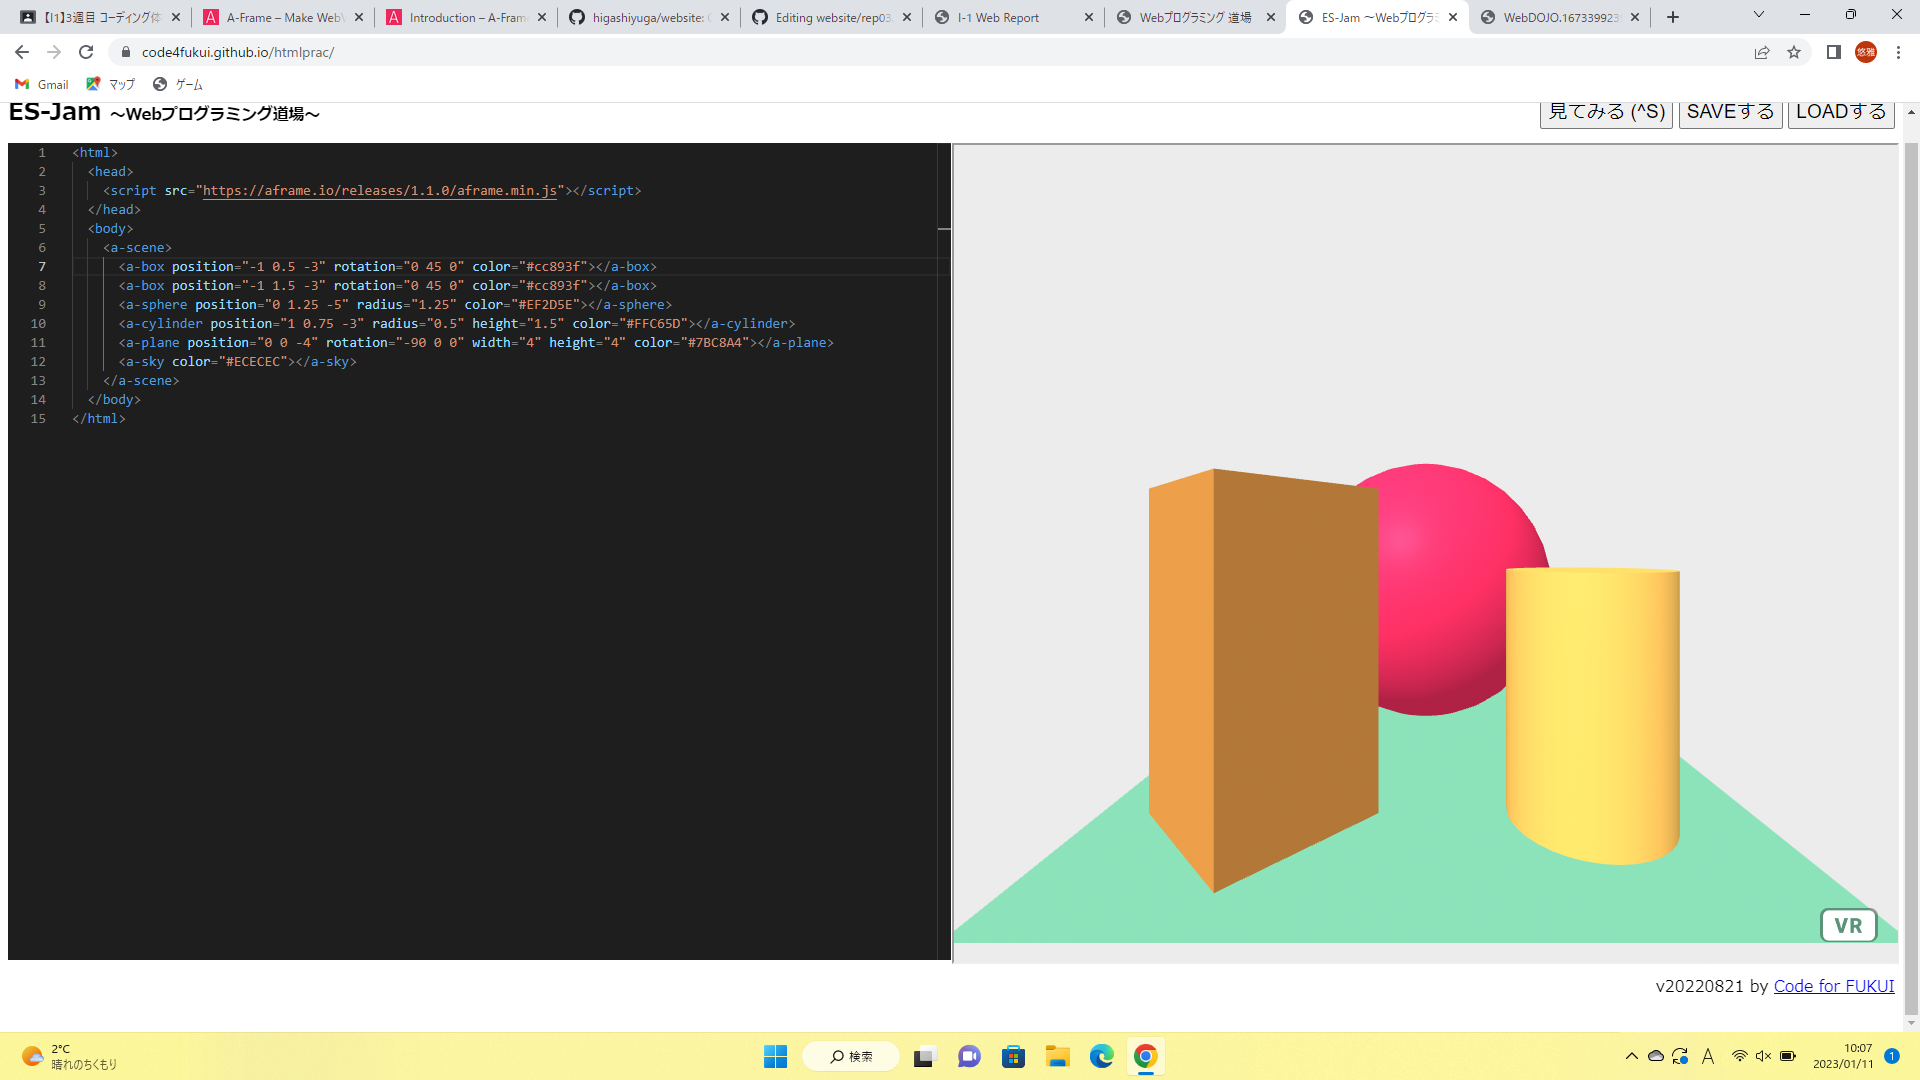 【I1】3週目 コーディング体
A-Frame – Make WebV
Introduction – A-Frame
higashiyuga/website: C
Editing website/rep03.
I-1 Web Report
Webプログラミング 道場
ES-Jam ～Webプログラミ
WebDOJO.167339923
code4fukui.github.io/htmlprac/
悠雅
Gmail
マップ
ゲーム
ES-Jam ～Webプログラミング道場～
見てみる (^S)
SAVEする
LOADする
1 <html>
2 <head>
3 <script src="https://aframe.io/releases/1.1.0/aframe.min.js"></script>
4 </head>
5 <body>
6 <a-scene>
7 <a-box position="-1 0.5 -3" rotation="0 45 0" color="#cc893f"></a-box>
8 <a-box position="-1 1.5 -3" rotation="0 45 0" color="#cc893f"></a-box>
9 <a-sphere position="0 1.25 -5" radius="1.25" color="#EF2D5E"></a-sphere>
10 <a-cylinder position="1 0.75 -3" radius="0.5" height="1.5" color="#FFC65D"></a-cylinder>
11 <a-plane position="0 0 -4" rotation="-90 0 0" width="4" height="4" color="#7BC8A4"></a-plane>
12 <a-sky color="#ECECEC"></a-sky>
13 </a-scene>
14 </body>
15 </html>
VR
v20220821 by Code for FUKUI
2°C
晴れのちくもり
検索
A
10:07
2023/01/11
1